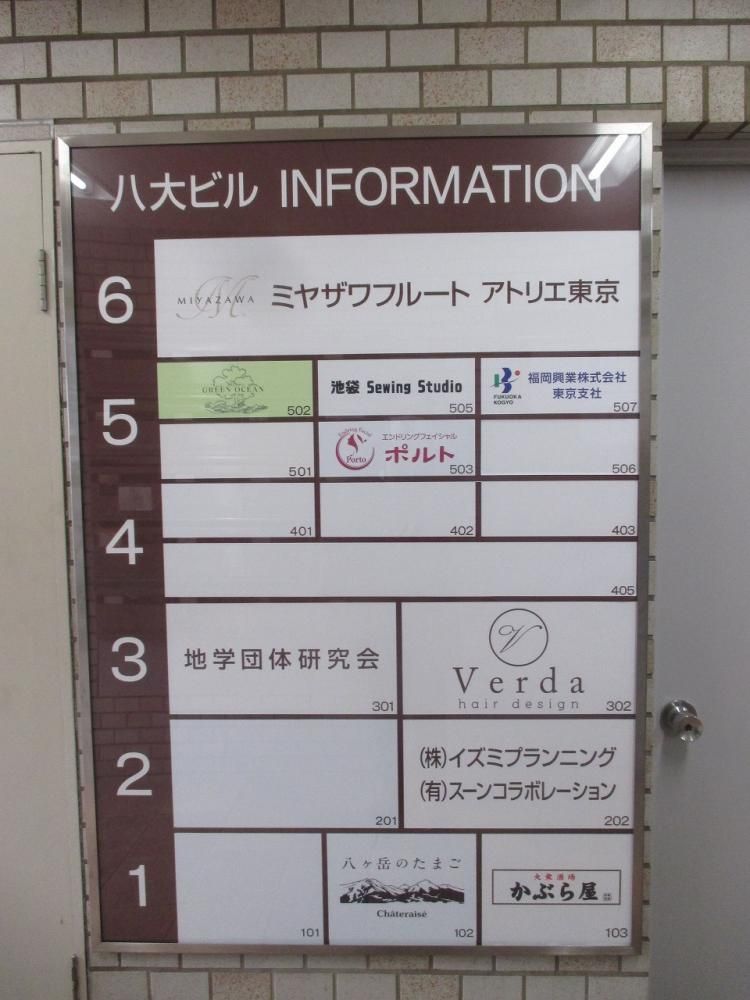 八大ビル INFORMATION
6
MIYAZAWA ミヤザワフルート アトリエ東京
5
GREEN OCEAN
502
池袋 Sewing Studio
505
FUKUOKA
KOGYO
福岡興業株式会社
東京支社
507
501
Porto
エンドリングフェイシャル
ポルト
503
506
4
401
402
403
405
3
地学団体研究会
301
V
Verda
hair design
302
2
201
(株)イズミプランニング
(有)スーンコラボレーション
202
1
101
八ヶ岳のたまご
Châteraisé
102
大衆酒場
かぶら屋
103